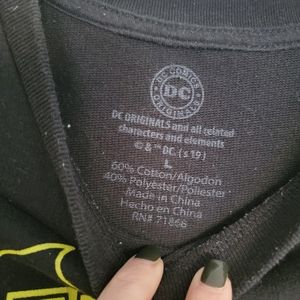 DC COMICS
DC
ORIGINALS
DC ORIGINALS and all related
characters and elements
© & ™ DC. (s19)
L
60% Cotton/Algodon
40% Polyester/Poliester
Made in China
Hecho en China
RN# 71866